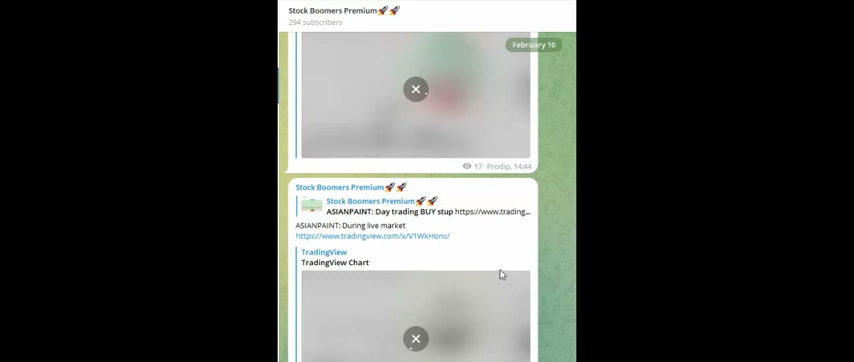 Stock Boomers Premium🚀🚀
294 subscribers
February 10
17 Prodip, 14:44
Stock Boomers Premium🚀🚀
Stock Boomers Premium🚀🚀
ASIANPAINT: Day trading BUY stup https://www.trading...
ASIANPAINT: During live market
https://www.tradingview.com/x/V1WkHonc/
TradingView
TradingView Chart